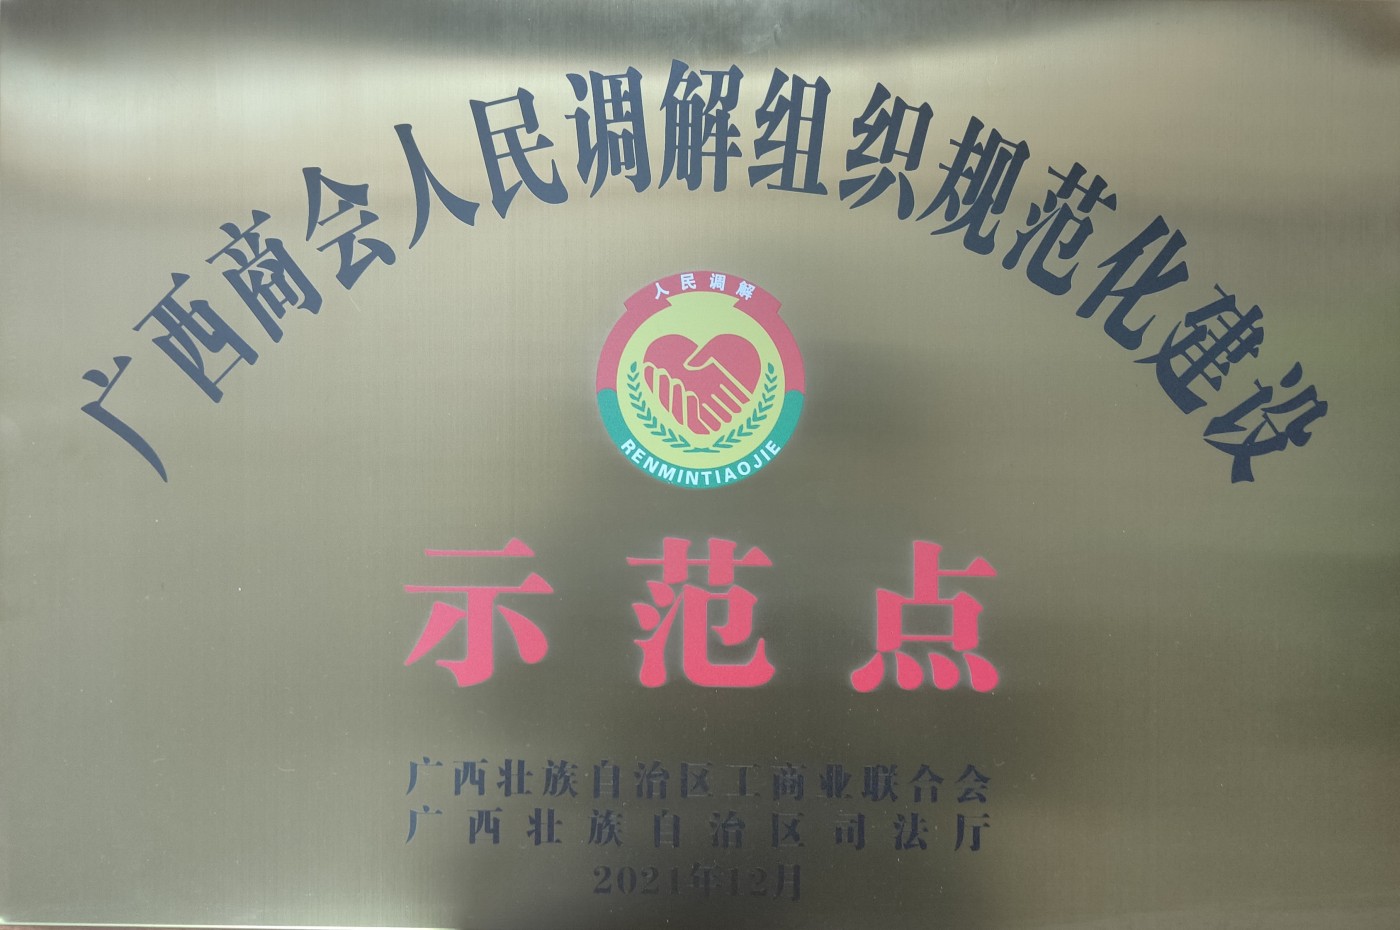 广西商会人民调解组织规范化建设
人民调解
RENMINTIAOJIE
示范点
广西壮族自治区工商业联合会
广西壮族自治区司法厅
2021年12月